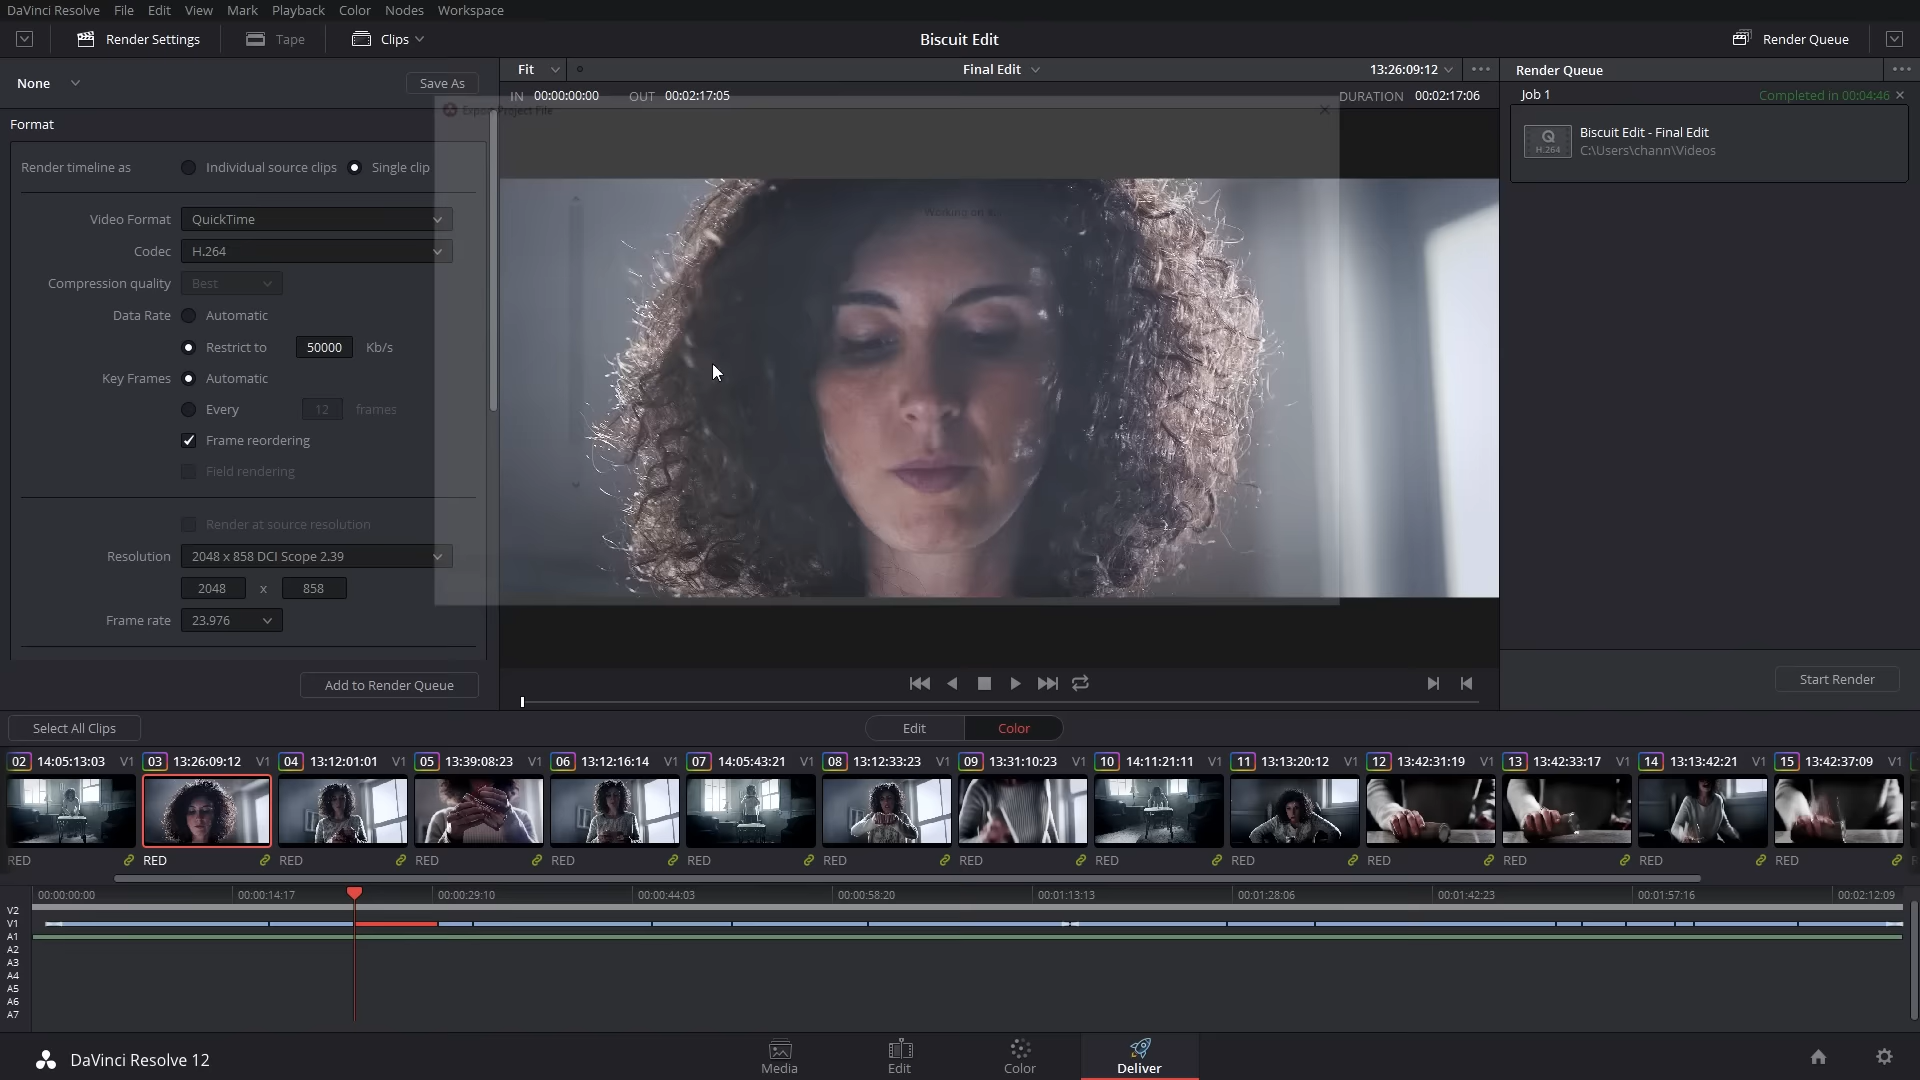 DaVinci Resolve File Edit View Mark Playback Color Nodes Workspace
Render Settings Tape Clips Biscuit Edit Render Queue
None Save As
Fit Final Edit 13:26:09:12
Render Queue
IN 00:00:00:00 OUT 00:02:17:05 DURATION 00:02:17:06
Export Project File
Job 1 Completed in 00:04:46
Q
H.264
Biscuit Edit - Final Edit
C:\Users\chann\Videos
Format
Render timeline as Individual source clips Single clip
Video Format QuickTime
Codec H.264
Compression quality Best
Data Rate Automatic
Restrict to 50000 Kb/s
Key Frames Automatic
Every 12 frames
Frame reordering
Field rendering
Render at source resolution
Resolution 2048 x 858 DCI Scope 2.39
2048 x 858
Frame rate 23.976
Add to Render Queue
Working on
Start Render
Select All Clips Edit Color
02 14:05:13:03 V1 03 13:26:09:12 V1 04 13:12:01:01 V1 05 13:39:08:23 V1 06 13:12:16:14 V1 07 14:05:43:21 V1 08 13:12:33:23 V1 09 13:31:10:23 V1 10 14:11:21:11 V1 11 13:13:20:12 V1 12 13:42:31:19 V1 13 13:42:33:17 V1 14 13:13:42:21 V1 15 13:42:37:09 V1
RED RED RED RED RED RED RED RED RED RED RED RED RED RED
00:00:00:00 00:00:14:17 00:00:29:10 00:00:44:03 00:00:58:20 00:01:13:13 00:01:28:06 00:01:42:23 00:01:57:16 00:02:12:09
V2
V1
A1
A2
A3
A4
A5
A6
A7
DaVinci Resolve 12 Media Edit Color Deliver